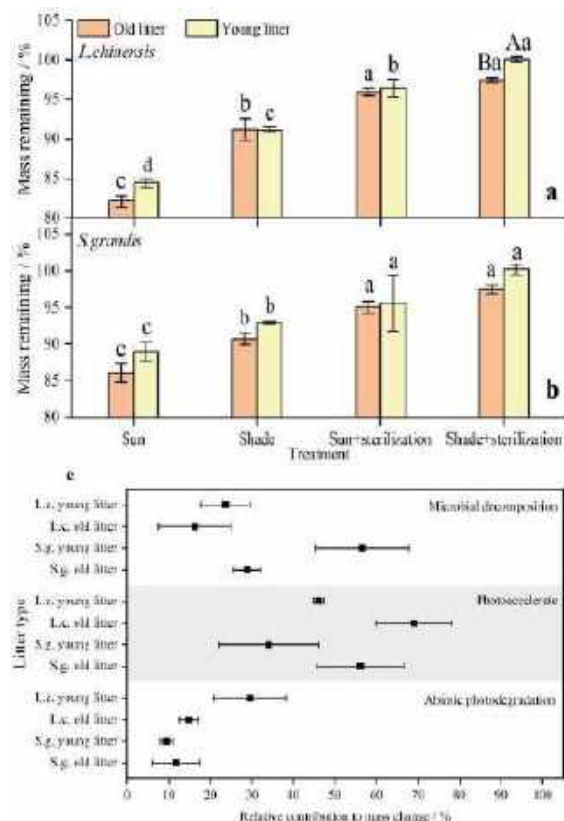 Old litter Young litter
L.chinensis
Mass remaining / %
105
100
95
90
85
80
c
d
b
c
a
b
Ba
Aa
a
S.grandis
Mass remaining / %
105
100
95
90
85
80
c
c
b
b
a
a
a
a
b
Sun Shade Sun+sterilization Shade+sterilization
Treatment
c
Litter type
L.c. young litter
L.c. old litter
S.g. young litter
S.g. old litter
Microbial decomposition
L.c. young litter
L.c. old litter
S.g. young litter
S.g. old litter
Photoaccelerate
L.c. young litter
L.c. old litter
S.g. young litter
S.g. old litter
Abiotic photodegradation
0 10 20 30 40 50 60 70 80 90 100
Relative contribution to mass change / %